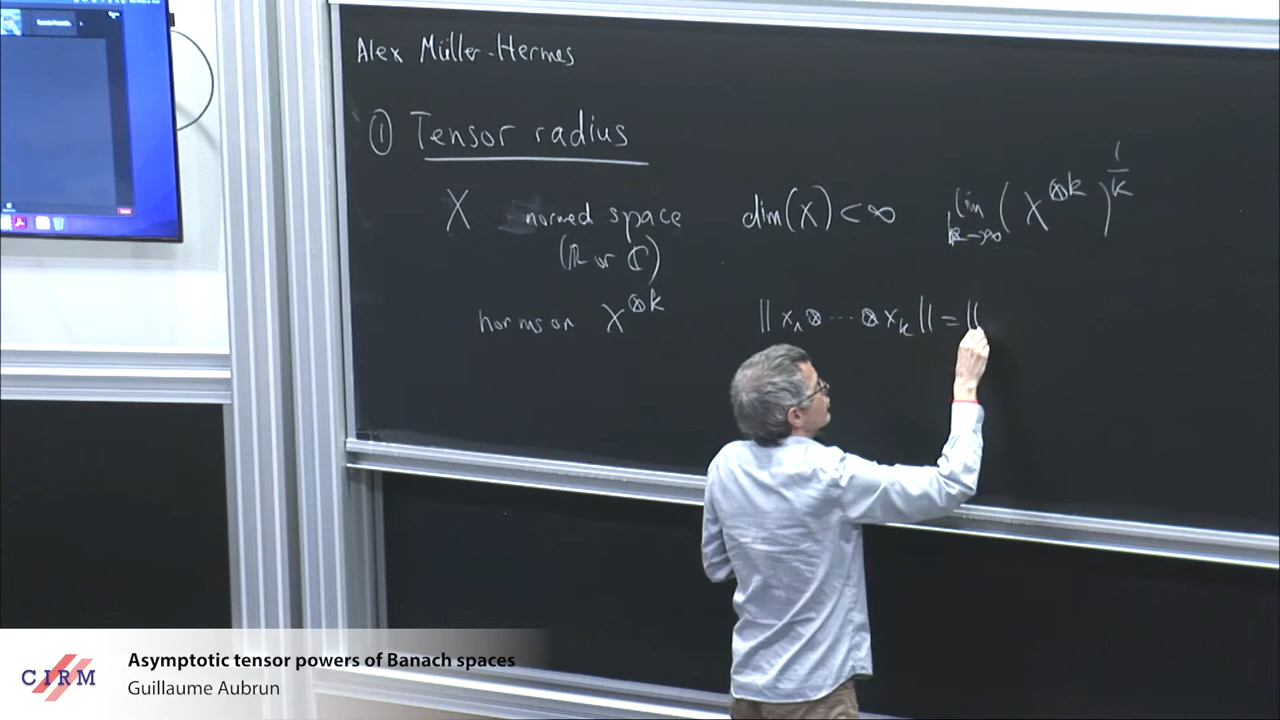 Alex Müller-Hermes
① Tensor radius
X normed space dim(X) < ∞ lim k→∞ ( X^{⊗k} )^{1/k}
(ℝ or ℂ)
norms on X^{⊗k} || x₁ ⊗ ⋯ ⊗ x_k || = ||
CIRM
Asymptotic tensor powers of Banach spaces
Guillaume Aubrun